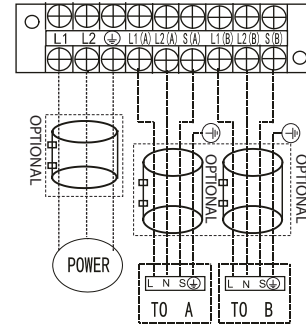 L1 L2 L1(A) L2(A) S(A) L1(B) L2(B) S(B)
OPTIONAL
OPTIONAL
OPTIONAL
POWER
L N S
TO A
L N S
TO B